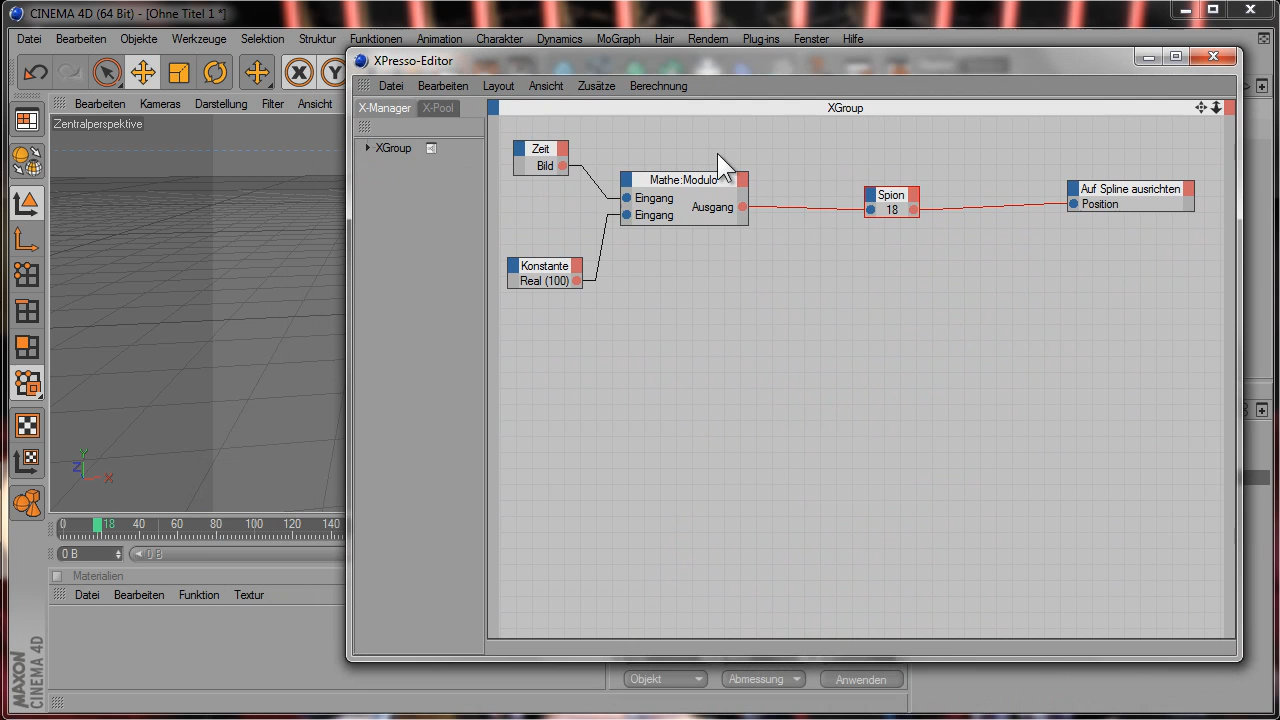 CINEMA 4D (64 Bit) - [Ohne Titel 1 *]
Datei Bearbeiten Objekte Werkzeuge Selektion Struktur Funktionen Animation Charakter Dynamics MoGraph Hair Rendern Plug-ins Fenster Hilfe
X Y
XPresso-Editor
Datei Bearbeiten Layout Ansicht Zusätze Berechnung
Bearbeiten Kameras Darstellung Filter Ansicht
X-Manager X-Pool
XGroup
Zentralperspektive
XGroup
Zeit
Bild
Mathe:Modulo
Eingang
Eingang
Ausgang
Spion
18
Auf Spline ausrichten
Position
Konstante
Real (100)
Y
Z
X
0 18 40 60 80 100 120 140
0 B
0 B
Materialien
Datei Bearbeiten Funktion Textur
Objekt Abmessung Anwenden
MAXON
CINEMA 4D